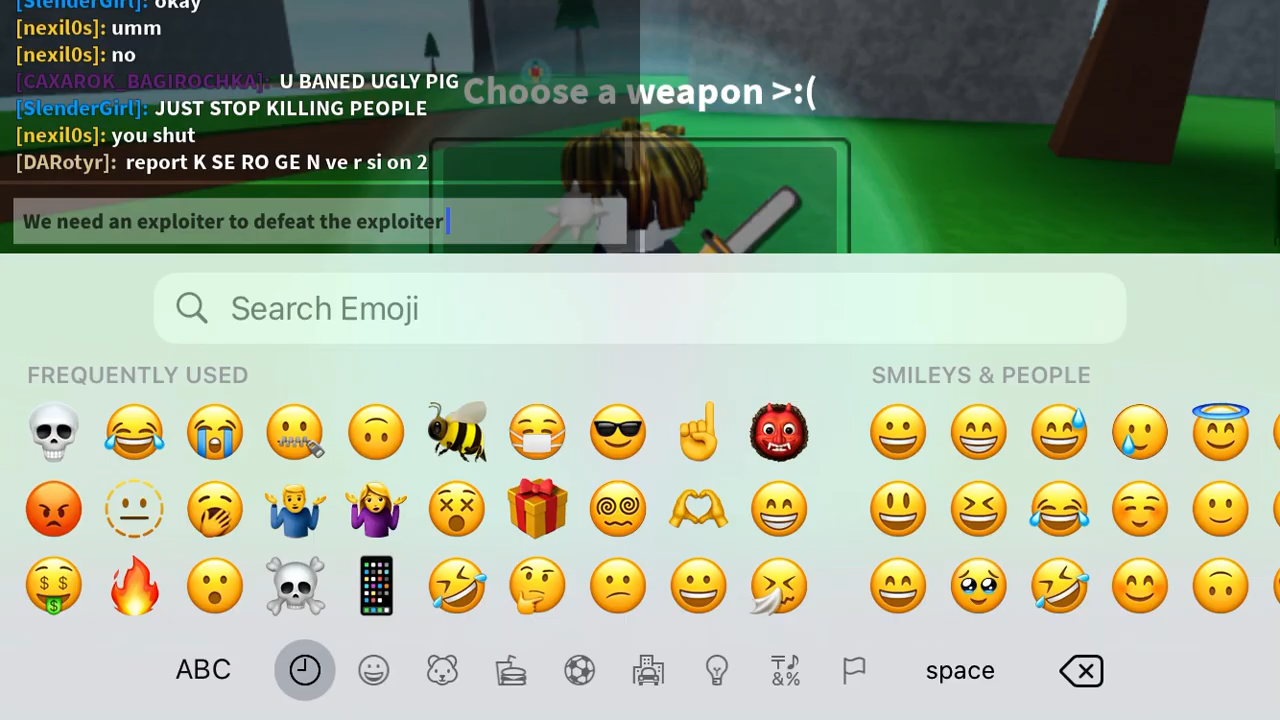 [SlenderGirl]: okay
[nexil0s]: umm
[nexil0s]: no
[CAXAROK_BAGIROCHKA]: U BANED UGLY PIG
Choose a weapon >:(
[SlenderGirl]: JUST STOP KILLING PEOPLE
[nexil0s]: you shut
[DARotyr]: report K SE RO GE N ve r si on 2
We need an exploiter to defeat the exploiter
Search Emoji
FREQUENTLY USED
SMILEYS & PEOPLE
ABC
&%
space